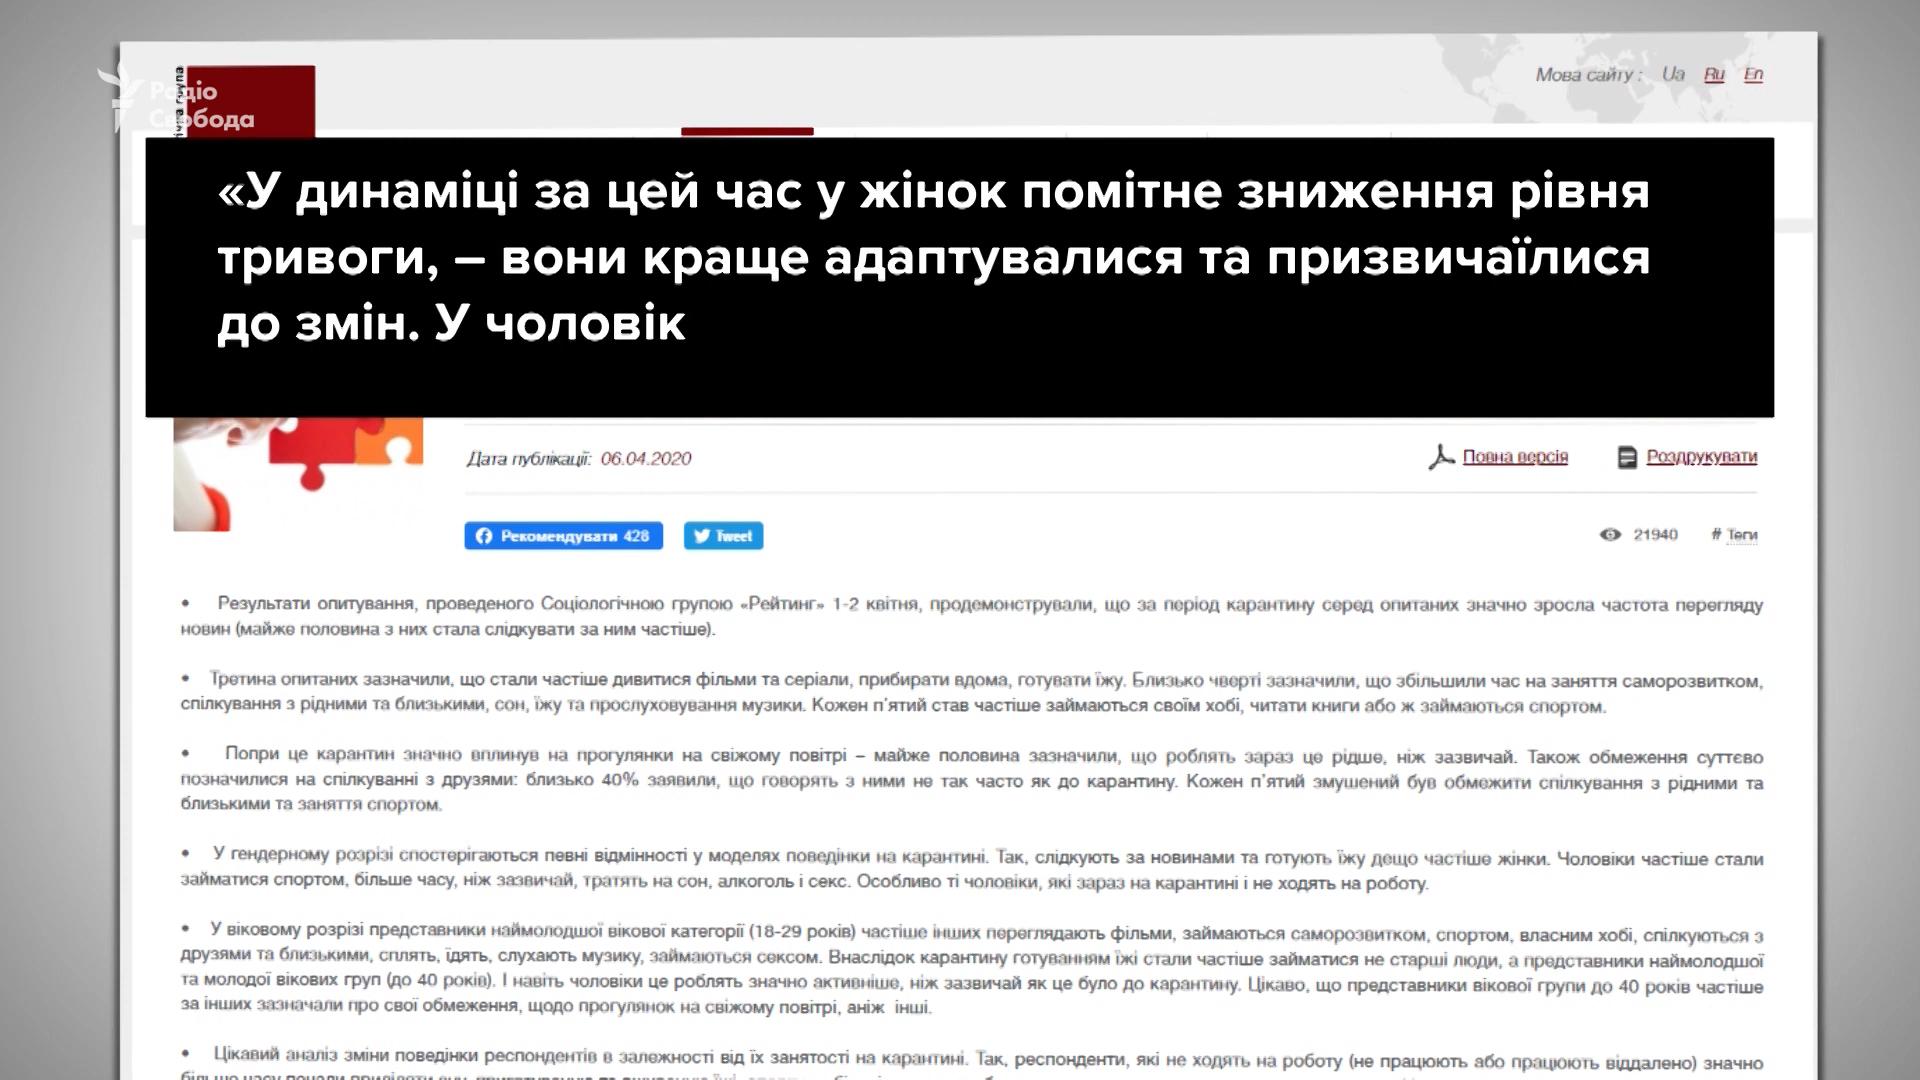 Радіо
Свобода
Мова сайту : Ua Ru En
«У динаміці за цей час у жінок помітне зниження рівня
тривоги, – вони краще адаптувалися та призвичаїлися
до змін. У чоловік
Дата публікації: 06.04.2020
Повна версія
Роздрукувати
Рекомендувати 428
Tweet
21940
# Теги
• Результати опитування, проведеного Соціологічною групою «Рейтинг» 1-2 квітня, продемонстрували, що за період карантину серед опитаних значно зросла частота перегляду
новин (майже половина з них стала слідкувати за ним частіше).
• Третина опитаних зазначили, що стали частіше дивитися фільми та серіали, прибирати вдома, готувати їжу. Близько чверті зазначили, що збільшили час на заняття саморозвитком,
спілкування з рідними та близькими, сон, їжу та прослуховування музики. Кожен п’ятий став частіше займаються своїм хобі, читати книги або ж займаються спортом.
• Попри це карантин значно вплинув на прогулянки на свіжому повітрі – майже половина зазначили, що роблять зараз це рідше, ніж зазвичай. Також обмеження суттєво
позначилися на спілкуванні з друзями: близько 40% заявили, що говорять з ними не так часто як до карантину. Кожен п’ятий змушений був обмежити спілкування з рідними та
близькими та заняття спортом.
• У гендерному розрізі спостерігаються певні відмінності у моделях поведінки на карантині. Так, слідкують за новинами та готують їжу дещо частіше жінки. Чоловіки частіше стали
займатися спортом, більше часу, ніж зазвичай, тратять на сон, алкоголь і секс. Особливо ті чоловіки, які зараз на карантині і не ходять на роботу.
• У віковому розрізі представники наймолодшої вікової категорії (18-29 років) частіше інших переглядають фільми, займаються саморозвитком, спортом, власним хобі, спілкуються з
друзями та близькими, сплять, їдять, слухають музику, займаються сексом. Внаслідок карантину готуванням їжі стали частіше займатися не старші люди, а представники наймолодшої
та молодої вікових груп (до 40 років). І навіть чоловіки це роблять значно активніше, ніж зазвичай як це було до карантину. Цікаво, що представники вікової групи до 40 років частіше
за інших зазначали про свої обмеження, щодо прогулянок на свіжому повітрі, аніж інші.
• Цікавий аналіз зміни поведінки респондентів в залежності від їх занятості на карантині. Так, респонденти, які не ходять на роботу (не працюють або працюють віддалено) значно